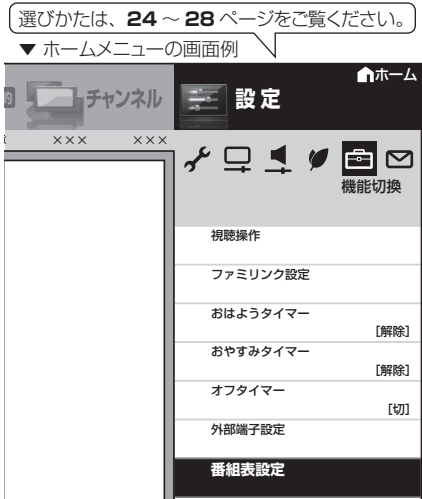 選びかたは、24～28ページをご覧ください。
▼ ホームメニューの画面例
ホーム
チャンネル
設定
××× ×××
機能切換
視聴操作
ファミリンク設定
おはようタイマー
［解除］
おやすみタイマー
［解除］
オフタイマー
［切］
外部端子設定
番組表設定